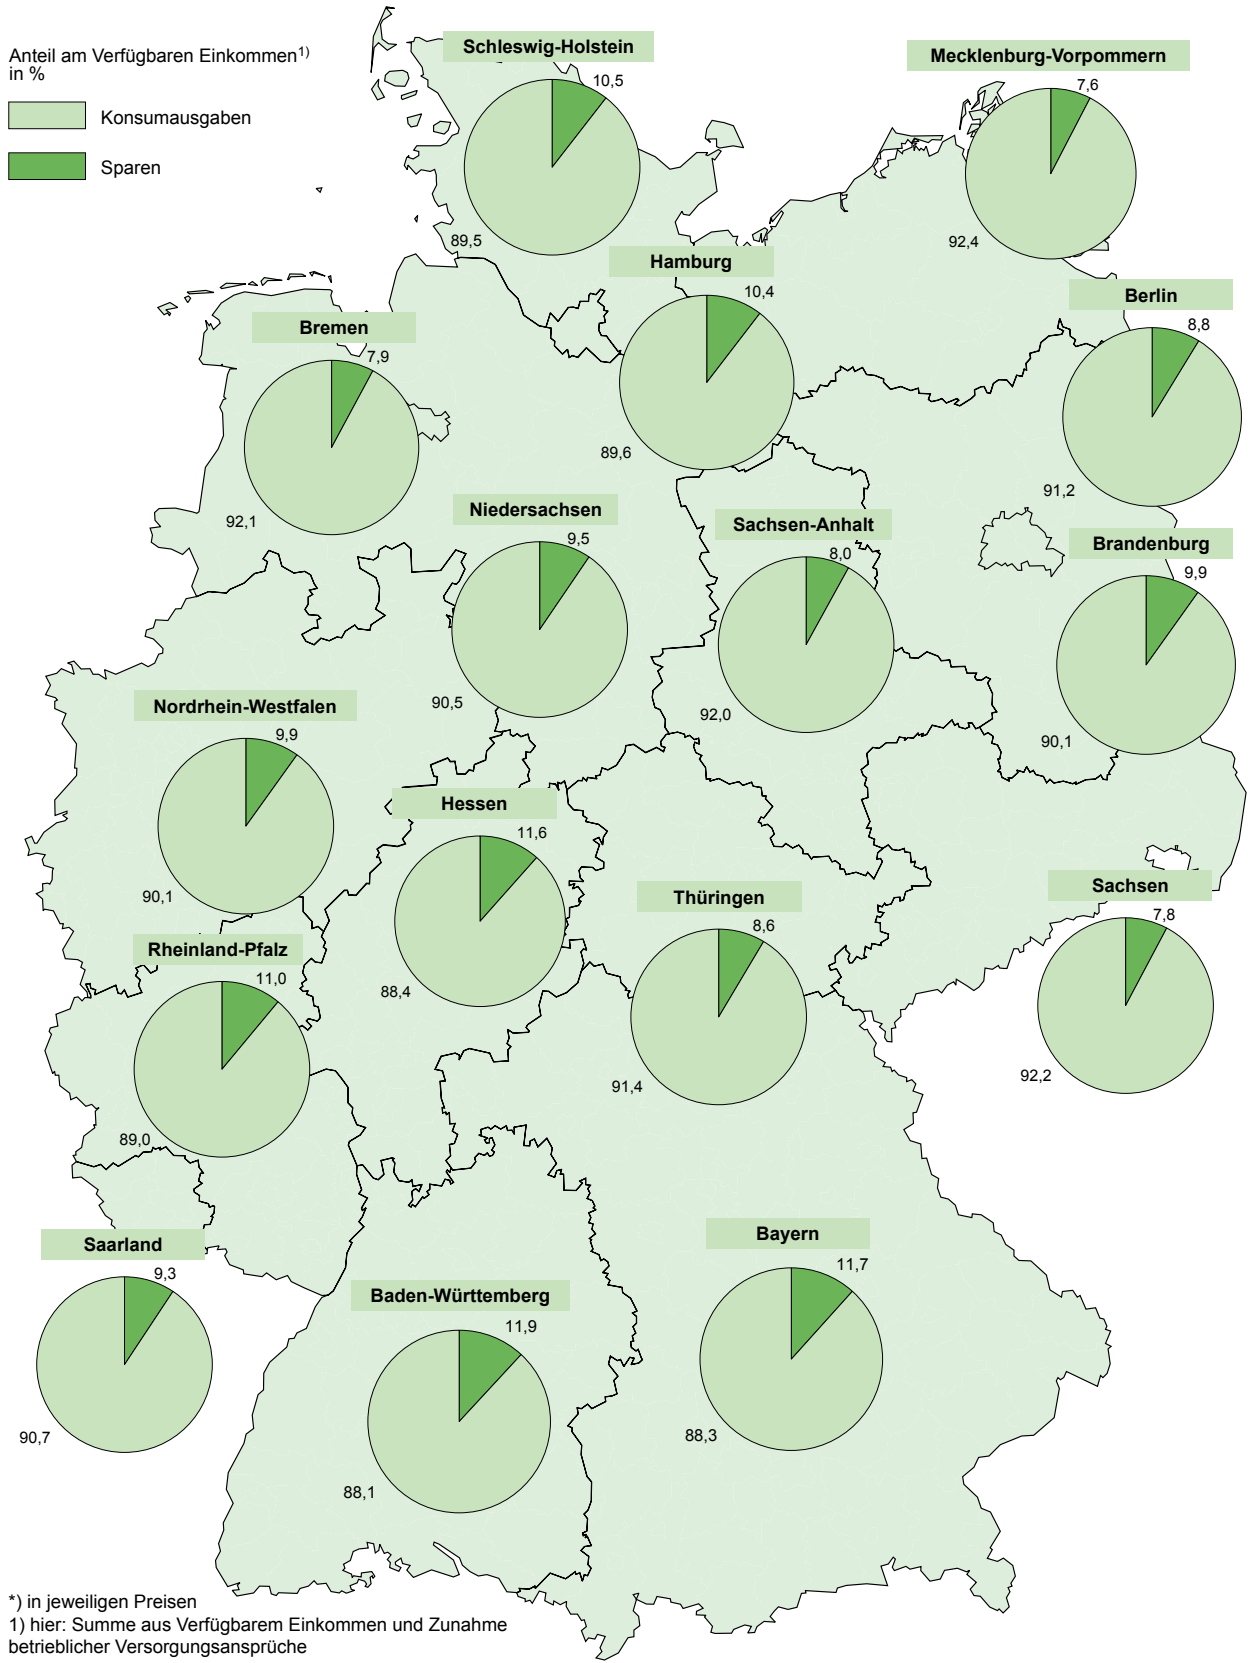 Anteil am Verfügbaren Einkommen1)
in %
Konsumausgaben
Sparen
Schleswig-Holstein
10,5
89,5
Mecklenburg-Vorpommern
7,6
92,4
Hamburg
10,4
89,6
Berlin
8,8
91,2
Bremen
7,9
92,1
Niedersachsen
9,5
90,5
Sachsen-Anhalt
8,0
92,0
Brandenburg
9,9
90,1
Nordrhein-Westfalen
9,9
90,1
Hessen
11,6
88,4
Thüringen
8,6
91,4
Sachsen
7,8
92,2
Rheinland-Pfalz
11,0
89,0
Saarland
9,3
90,7
Baden-Württemberg
11,9
88,1
Bayern
11,7
88,3
*) in jeweiligen Preisen
1) hier: Summe aus Verfügbarem Einkommen und Zunahme
betrieblicher Versorgungsansprüche